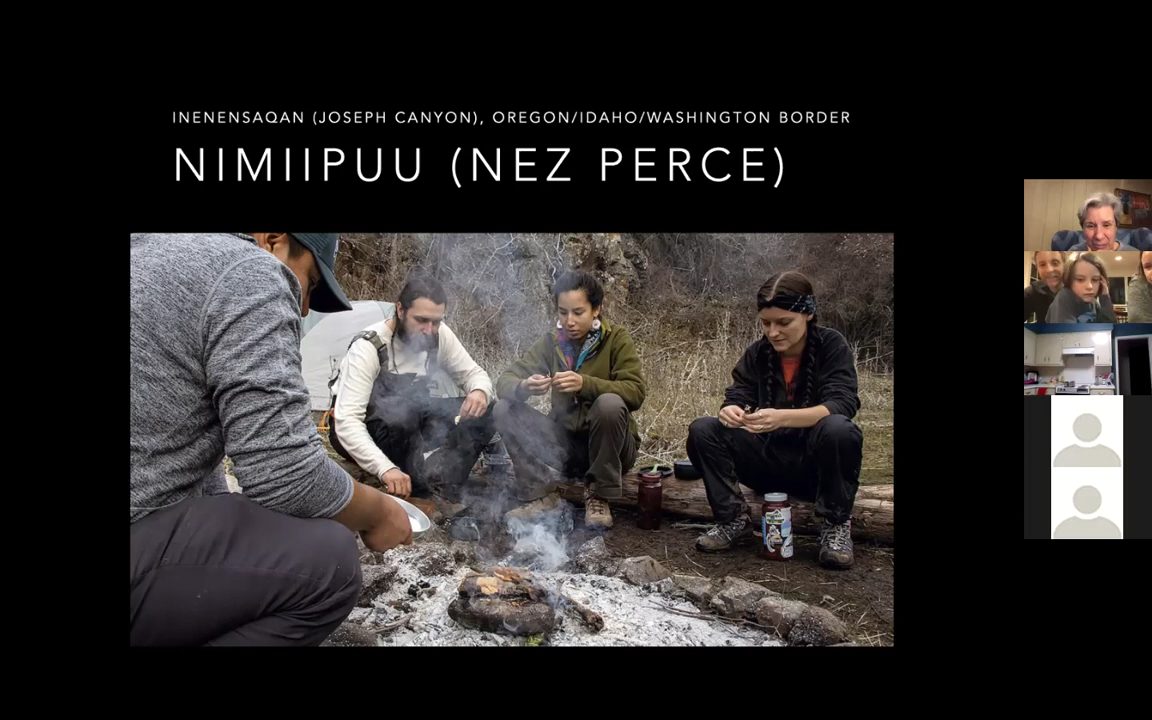 INENENSAQAN (JOSEPH CANYON), OREGON/IDAHO/WASHINGTON BORDER
NIMIIPUU (NEZ PERCE)